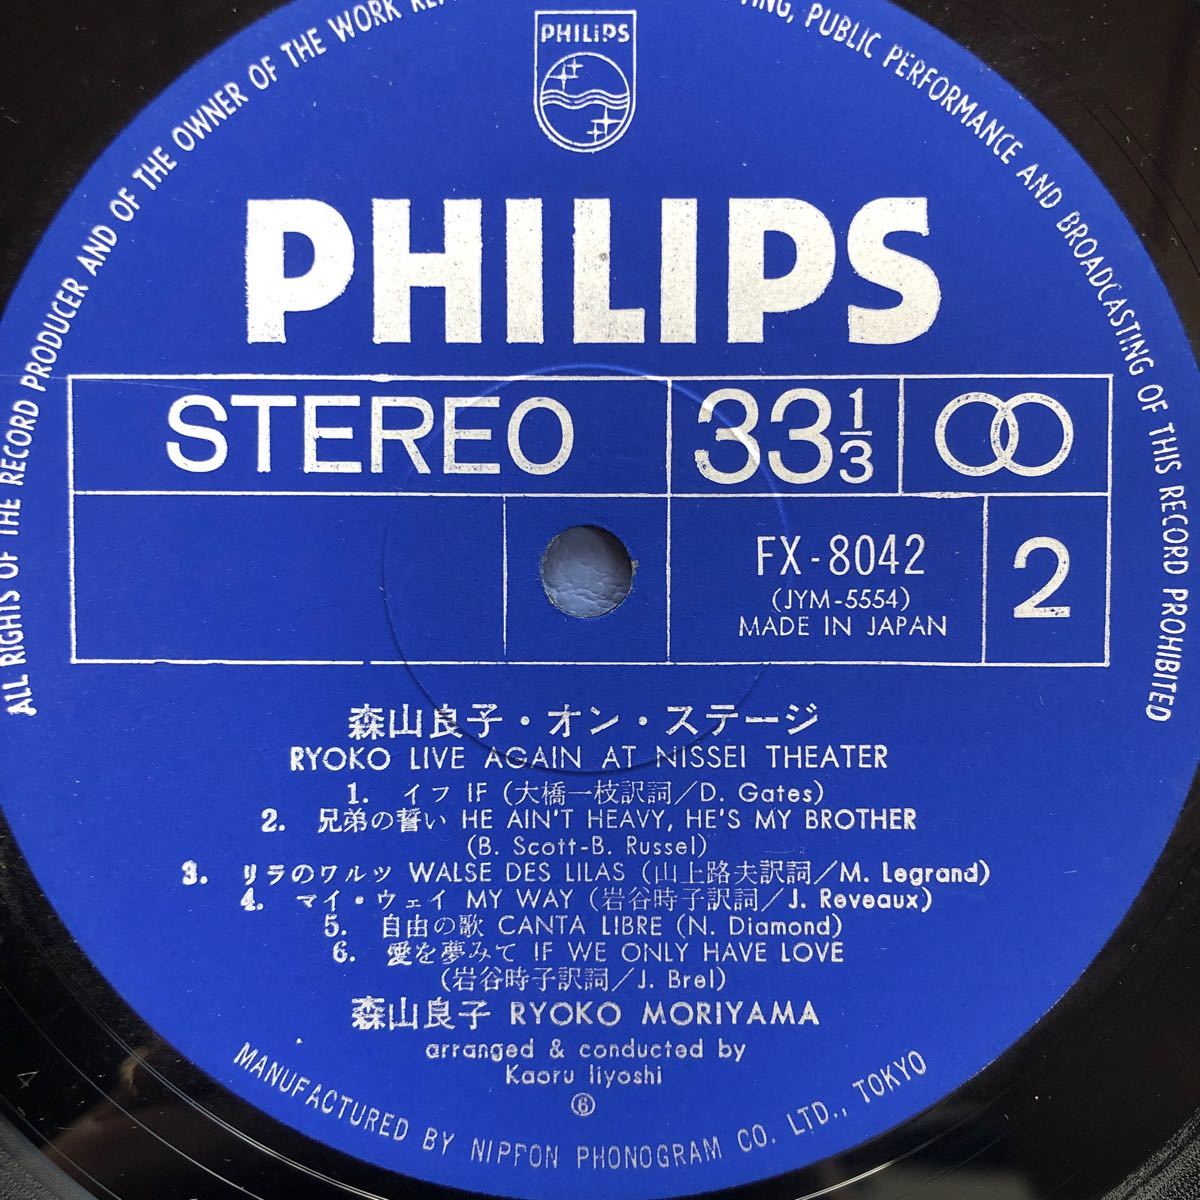 ALL RIGHTS OF THE RECORD PRODUCER AND OF THE OWNER OF THE WORK
PUBLIC PERFORMANCE AND BROADCASTING OF THIS RECORD PROHIBITED
PHILIPS
PHILIPS
STEREO
33 1/3
FX-8042
(JYM-5554)
MADE IN JAPAN
2
森山良子・オン・ステージ
RYOKO LIVE AGAIN AT NISSEI THEATER
1. イフ IF (大橋一枝訳詞/D. Gates)
2. 兄弟の誓い HE AIN'T HEAVY, HE'S MY BROTHER
(B. Scott-B. Russel)
3. リラのワルツ WALSE DES LILAS (山上路夫訳詞/M. Legrand)
4. マイ・ウェイ MY WAY (岩谷時子訳詞/J. Reveaux)
5. 自由の歌 CANTA LIBRE (N. Diamond)
6. 愛を夢みて IF WE ONLY HAVE LOVE
(岩谷時子訳詞/J. Brel)
森山良子 RYOKO MORIYAMA
arranged & conducted by
Kaoru Iiyoshi
⑥
MANUFACTURED BY NIPPON PHONOGRAM CO. LTD., TOKYO
4